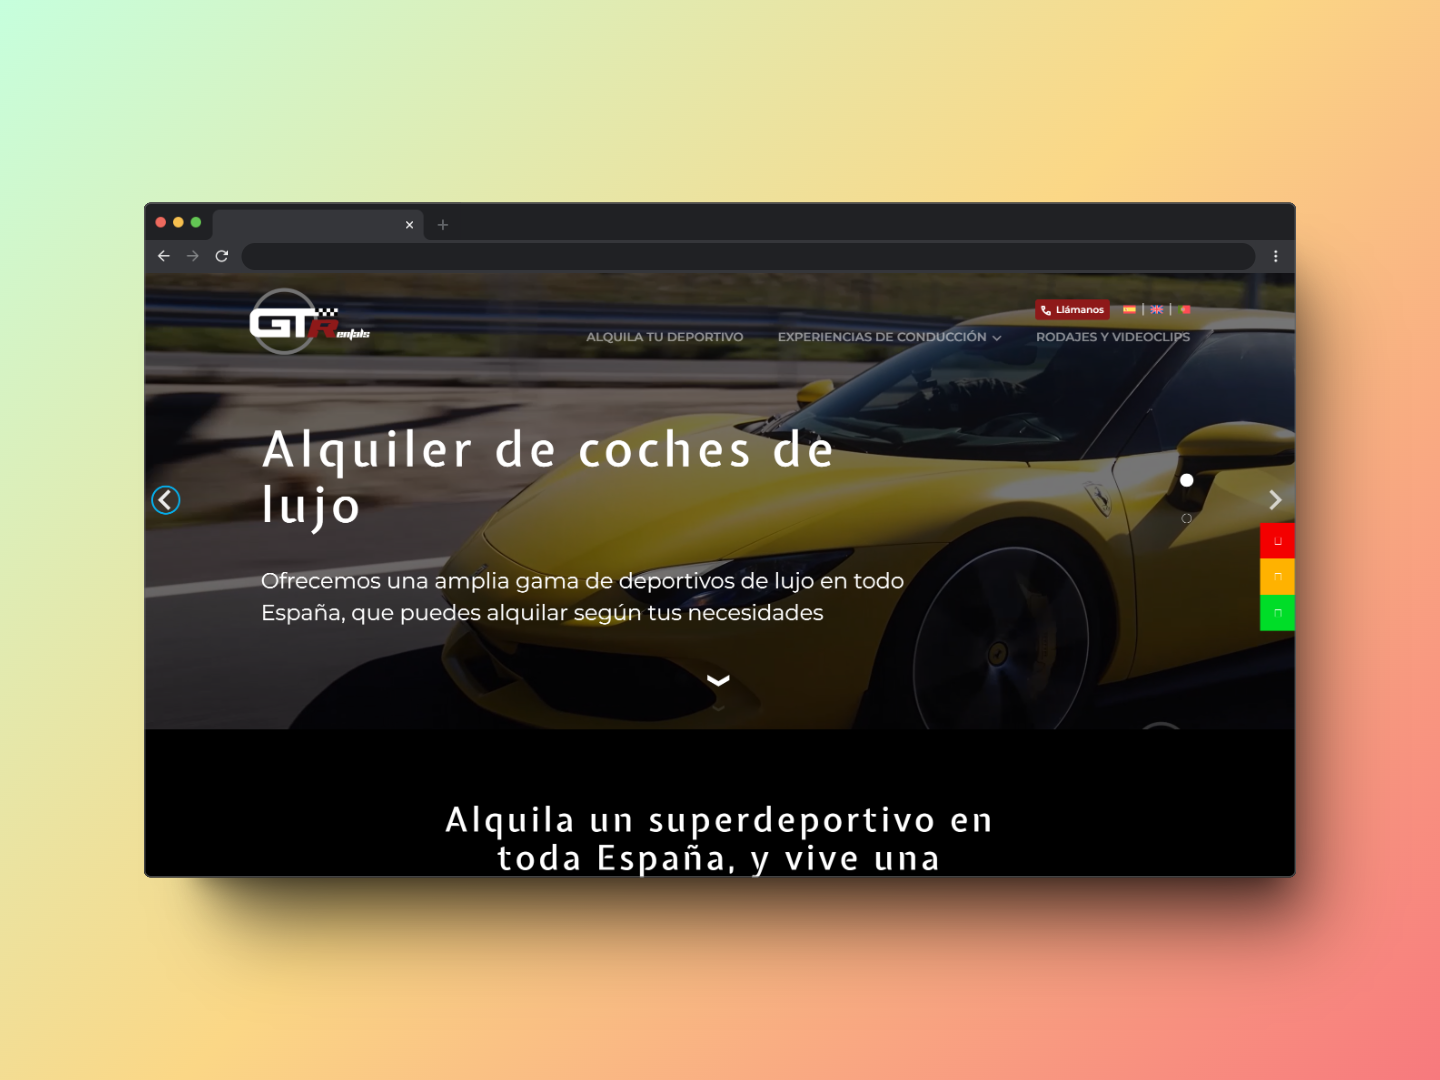 GTRentals
Llámanos
ALQUILA TU DEPORTIVO EXPERIENCIAS DE CONDUCCIÓN RODAJES Y VIDEOCLIPS
Alquiler de coches de
lujo
Ofrecemos una amplia gama de deportivos de lujo en todo
España, que puedes alquilar según tus necesidades
Alquila un superdeportivo en
toda España, y vive una